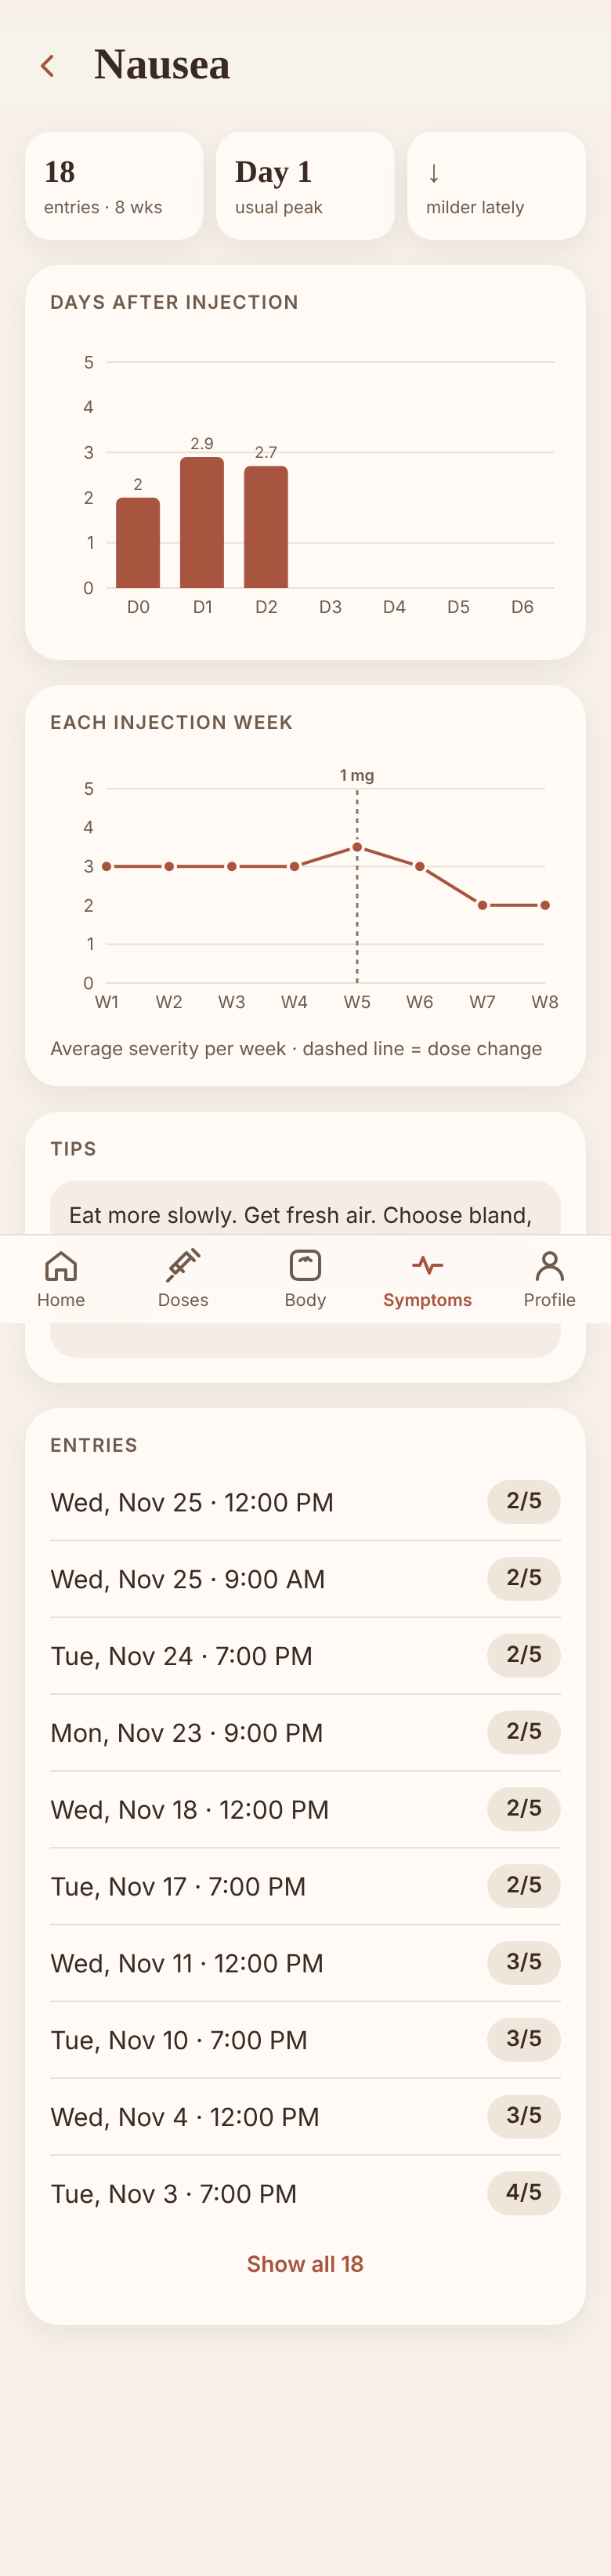 Nausea
18
entries · 8 wks
Day 1
usual peak
↓
milder lately
DAYS AFTER INJECTION
5
4
3
2
1
0
2
2.9
2.7
D0 D1 D2 D3 D4 D5 D6
EACH INJECTION WEEK
1 mg
5
4
3
2
1
0
W1 W2 W3 W4 W5 W6 W7 W8
Average severity per week · dashed line = dose change
TIPS
Eat more slowly. Get fresh air. Choose bland,
Home Doses Body Symptoms Profile
ENTRIES
Wed, Nov 25 · 12:00 PM 2/5
Wed, Nov 25 · 9:00 AM 2/5
Tue, Nov 24 · 7:00 PM 2/5
Mon, Nov 23 · 9:00 PM 2/5
Wed, Nov 18 · 12:00 PM 2/5
Tue, Nov 17 · 7:00 PM 2/5
Wed, Nov 11 · 12:00 PM 3/5
Tue, Nov 10 · 7:00 PM 3/5
Wed, Nov 4 · 12:00 PM 3/5
Tue, Nov 3 · 7:00 PM 4/5
Show all 18